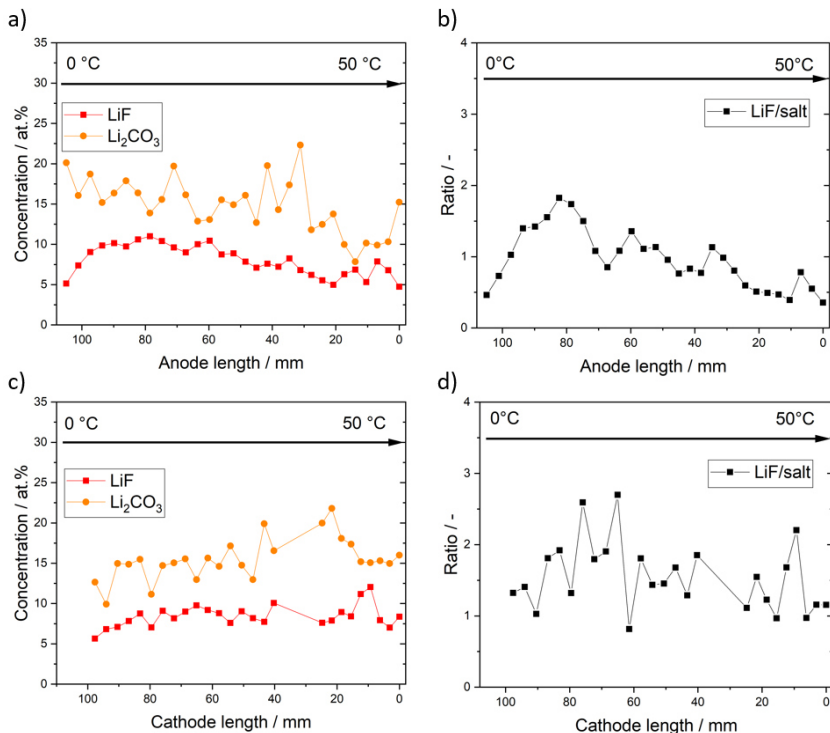 a)
35
30
25
20
15
10
5
0
Concentration / at.%
0 °C
50 °C
LiF
Li₂CO₃
100
80
60
40
20
0
Anode length / mm
b)
4
3
2
1
0
Ratio / -
0°C
50°C
LiF/salt
100
80
60
40
20
0
Anode length / mm
c)
35
30
25
20
15
10
5
0
Concentration / at.%
0 °C
50 °C
LiF
Li₂CO₃
100
80
60
40
20
0
Cathode length / mm
d)
4
3
2
1
0
Ratio / -
0°C
50°C
LiF/salt
100
80
60
40
20
0
Cathode length / mm